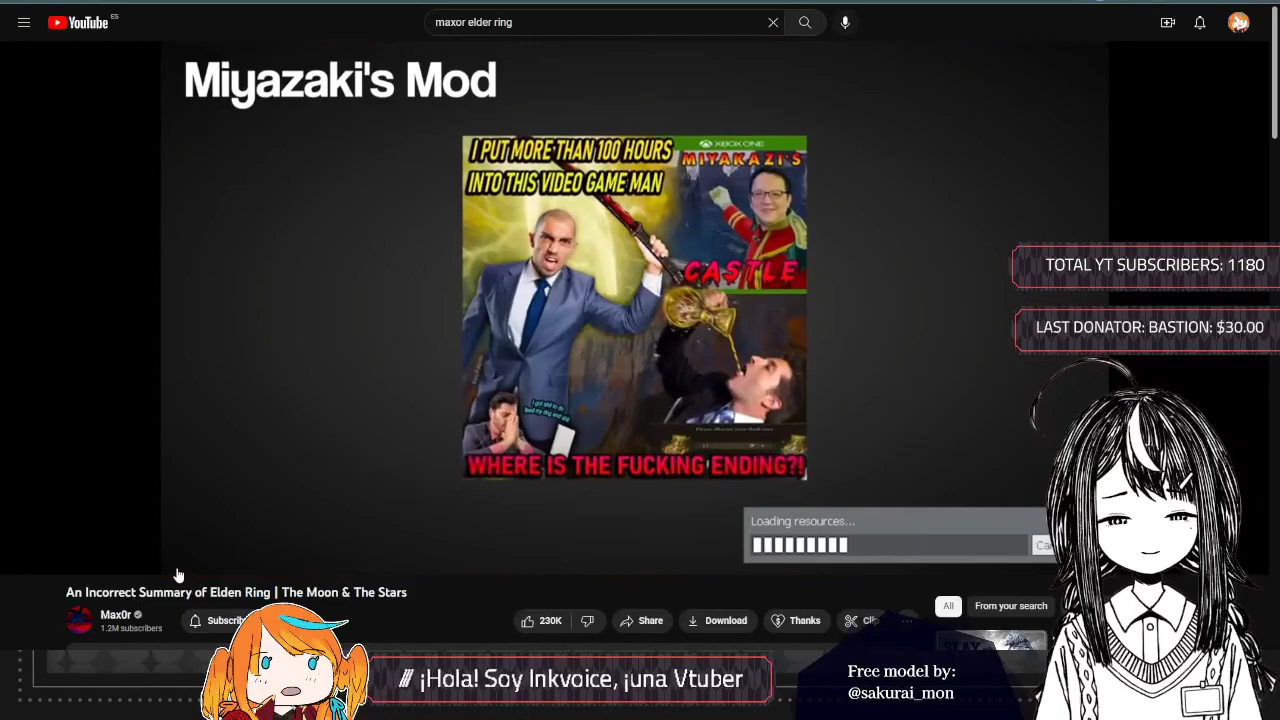 YouTube ES
maxor elder ring
Miyazaki's Mod
I PUT MORE THAN 100 HOURS
INTO THIS VIDEO GAME MAN
XBOX ONE
MIYAKAZI'S
CASTLE
WHERE IS THE FUCKING ENDING?!
Loading resources...
TOTAL YT SUBSCRIBERS: 1180
LAST DONATOR: BASTION: $30.00
An Incorrect Summary of Elden Ring | The Moon & The Stars
Max0r
1.2M subscribers
Subscrib
230K
Share
Download
Thanks
Clip
All
From your search
/// ¡Hola! Soy Inkvoice, ¡una Vtuber
Free model by:
@sakurai_mon